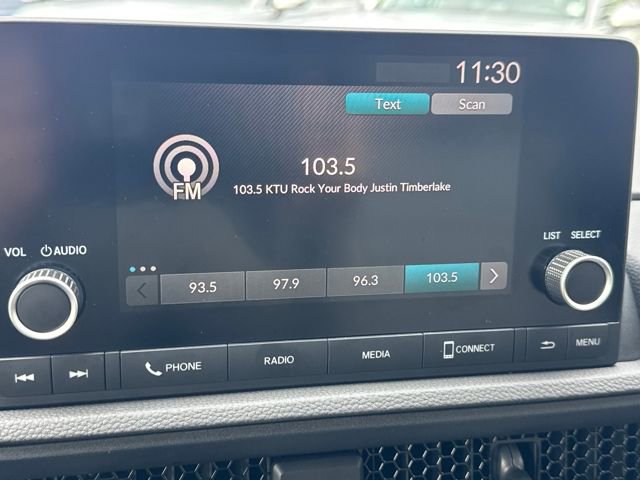 11:30
Text Scan
103.5
FM
103.5 KTU Rock Your Body Justin Timberlake
VOL AUDIO
LIST SELECT
93.5 97.9 96.3 103.5
PHONE RADIO MEDIA CONNECT MENU